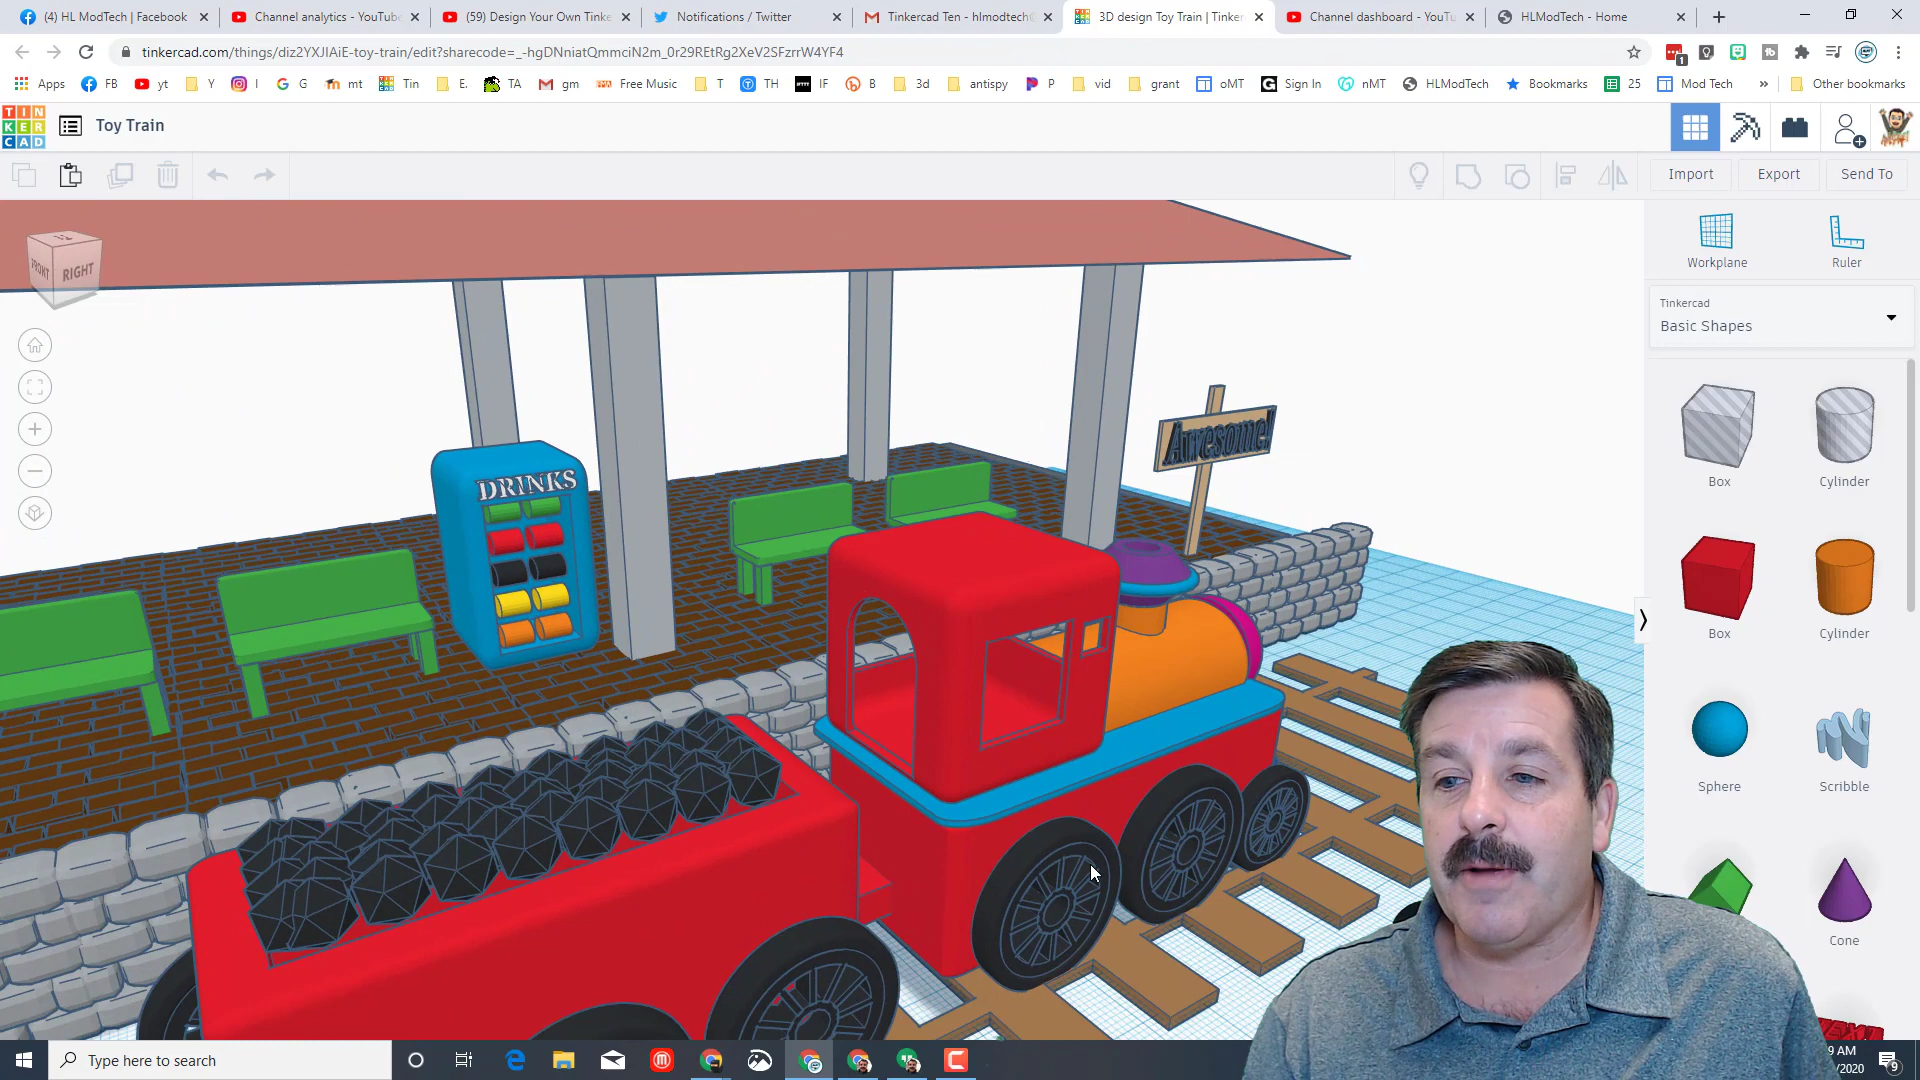 (4) HL ModTech | Facebook
Channel analytics - YouTube
(59) Design Your Own Tinke
Notifications / Twitter
Tinkercad Ten - hlmodtech@
3D design Toy Train | Tinker
Channel dashboard - YouTu
HLModTech - Home
tinkercad.com/things/diz2YXJIAiE-toy-train/edit?sharecode=_-hgDNniatQmmciN2m_0r29REtRg2XeV2SFzrrW4YF4
Apps FB yt Y I G mt Tin E. TA gm Free Music T TH IF B 3d antispy P vid grant oMT Sign In nMT HLModTech Bookmarks 25 Mod Tech » Other bookmarks
TINKERCAD
Toy Train
Import Export Send To
FRONT RIGHT
Workplane Ruler
Tinkercad
Basic Shapes
Awesome!
DRINKS
Box Cylinder
Box Cylinder
Sphere Scribble
Cone
TEXT
Type here to search
9 AM
/2020
9